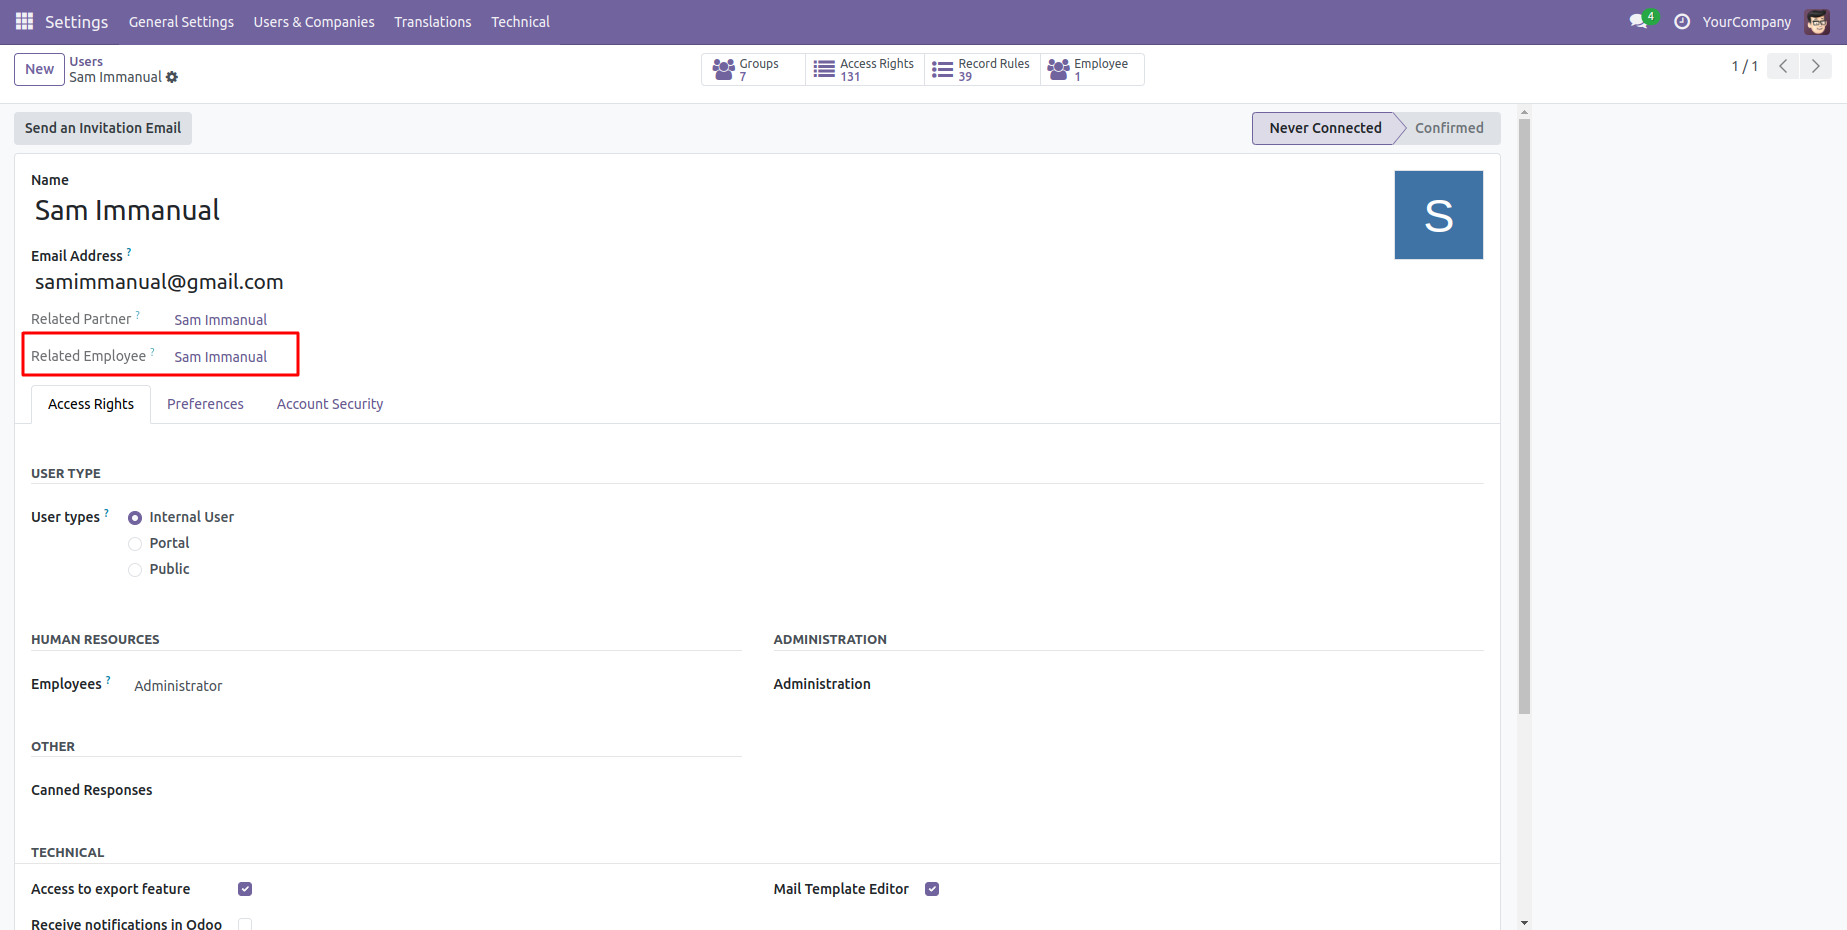 Settings General Settings Users & Companies Translations Technical 4 YourCompany
New Users
Sam Immanual
Groups 7 Access Rights 131 Record Rules 39 Employee 1
1 / 1
Send an Invitation Email Never Connected Confirmed
Name
Sam Immanual
S
Email Address ?
samimmanual@gmail.com
Related Partner ? Sam Immanual
Related Employee ? Sam Immanual
Access Rights Preferences Account Security
USER TYPE
User types ? Internal User
Portal
Public
HUMAN RESOURCES ADMINISTRATION
Employees ? Administrator Administration
OTHER
Canned Responses
TECHNICAL
Access to export feature Mail Template Editor
Receive notifications in Odoo